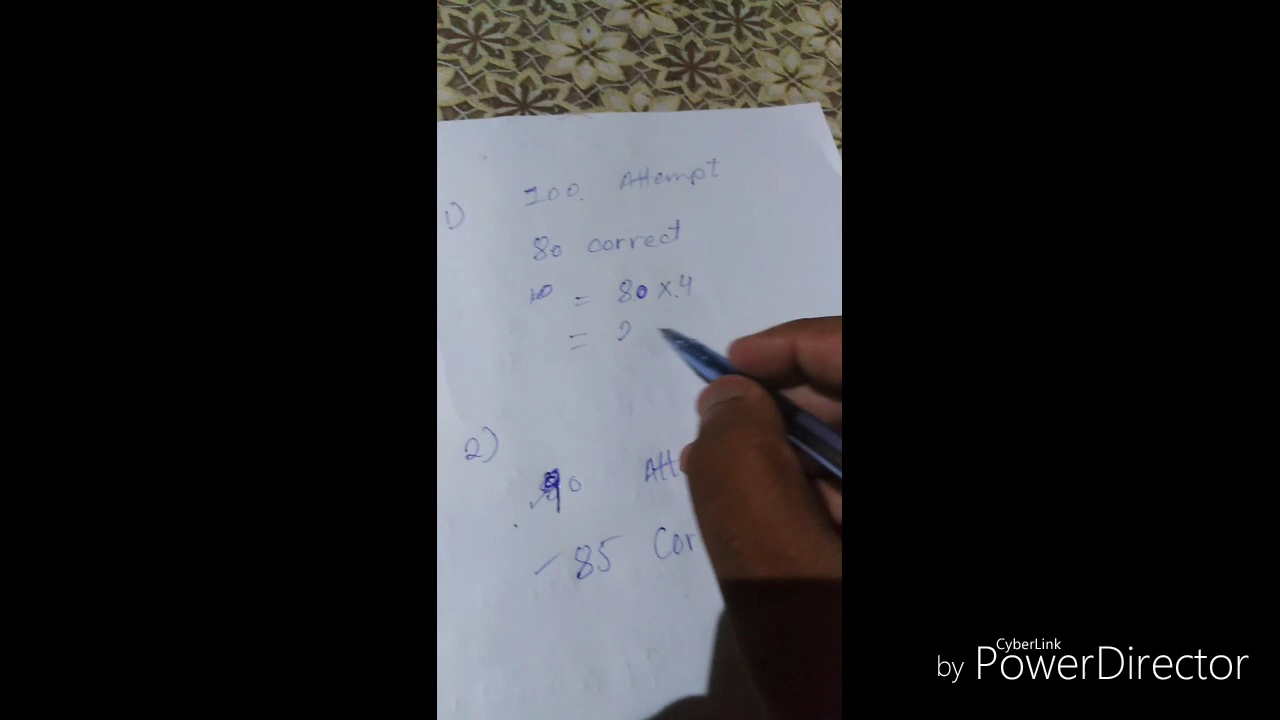 1)
100. Attempt
80 correct
= 80 × 4
=
2)
90 Att
- 85 Cor
CyberLink
by PowerDirector